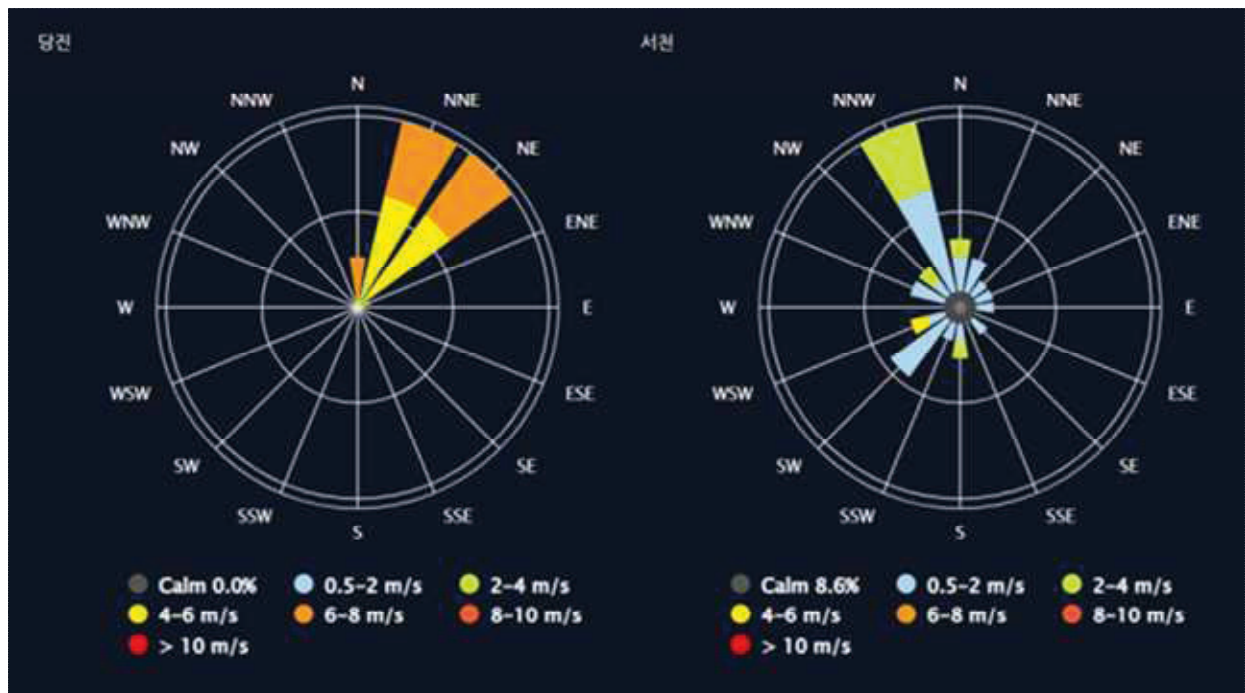 당진
N
NNW NNE
NW NE
WNW ENE
W E
WSW ESE
SW SE
SSW SSE
S
Calm 0.0% 0.5-2 m/s 2-4 m/s
4-6 m/s 6-8 m/s 8-10 m/s
> 10 m/s
서천
N
NNW NNE
NW NE
WNW ENE
W E
WSW ESE
SW SE
SSW SSE
S
Calm 8.6% 0.5-2 m/s 2-4 m/s
4-6 m/s 6-8 m/s 8-10 m/s
> 10 m/s